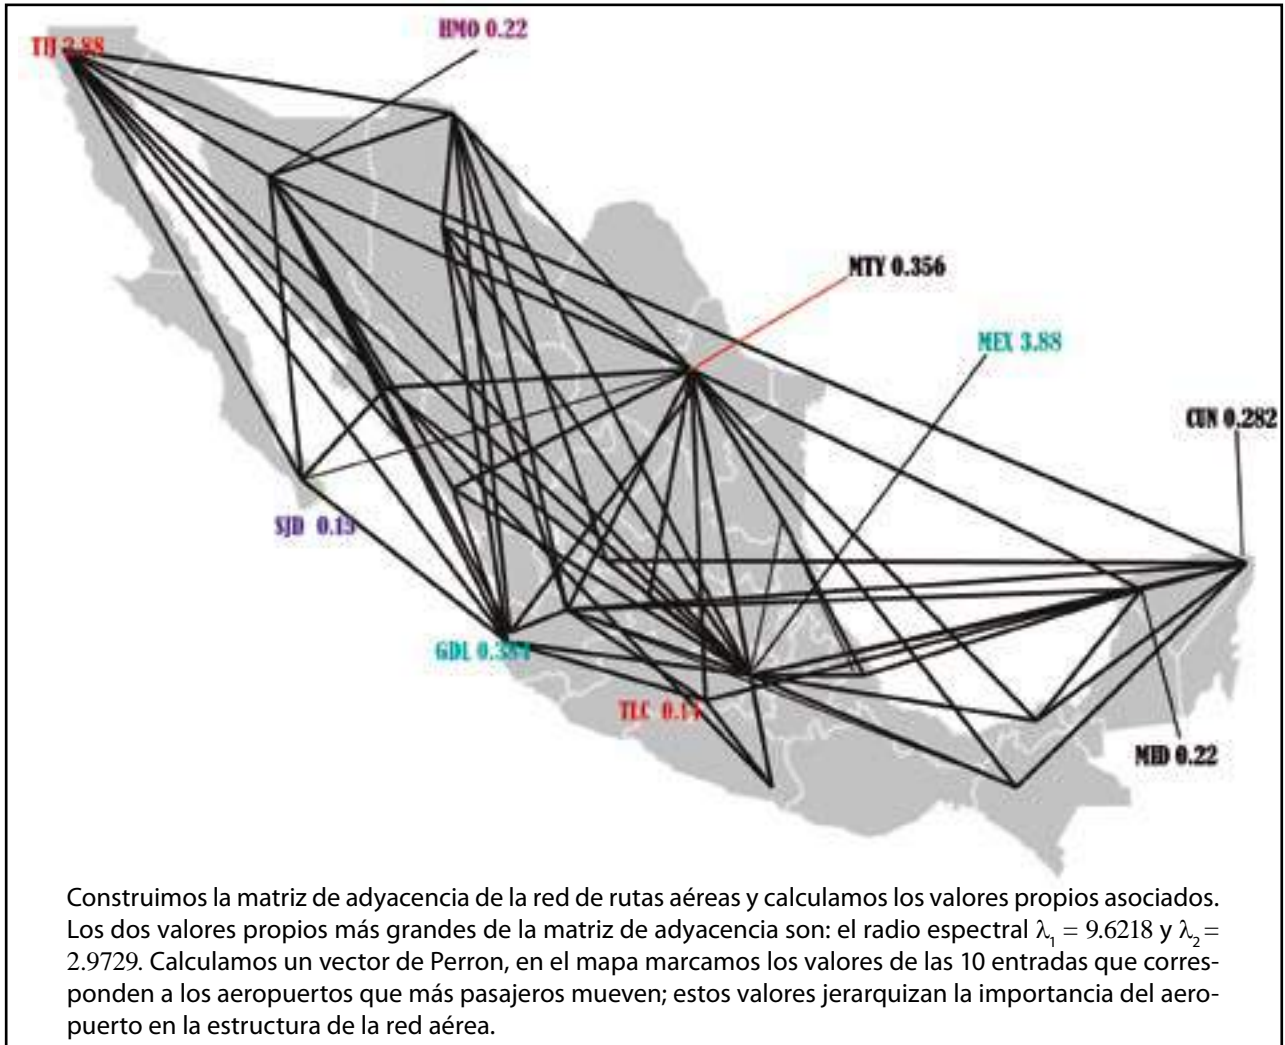 HMO 0.22
TIJ 2.88
MTY 0.356
MEX 3.88
CUN 0.282
SJD 0.19
GDL 0.384
TLC 0.14
MID 0.22
Construimos la matriz de adyacencia de la red de rutas aéreas y calculamos los valores propios asociados.
Los dos valores propios más grandes de la matriz de adyacencia son: el radio espectral λ₁ = 9.6218 y λ₂ =
2.9729. Calculamos un vector de Perron, en el mapa marcamos los valores de las 10 entradas que corres-
ponden a los aeropuertos que más pasajeros mueven; estos valores jerarquizan la importancia del aero-
puerto en la estructura de la red aérea.